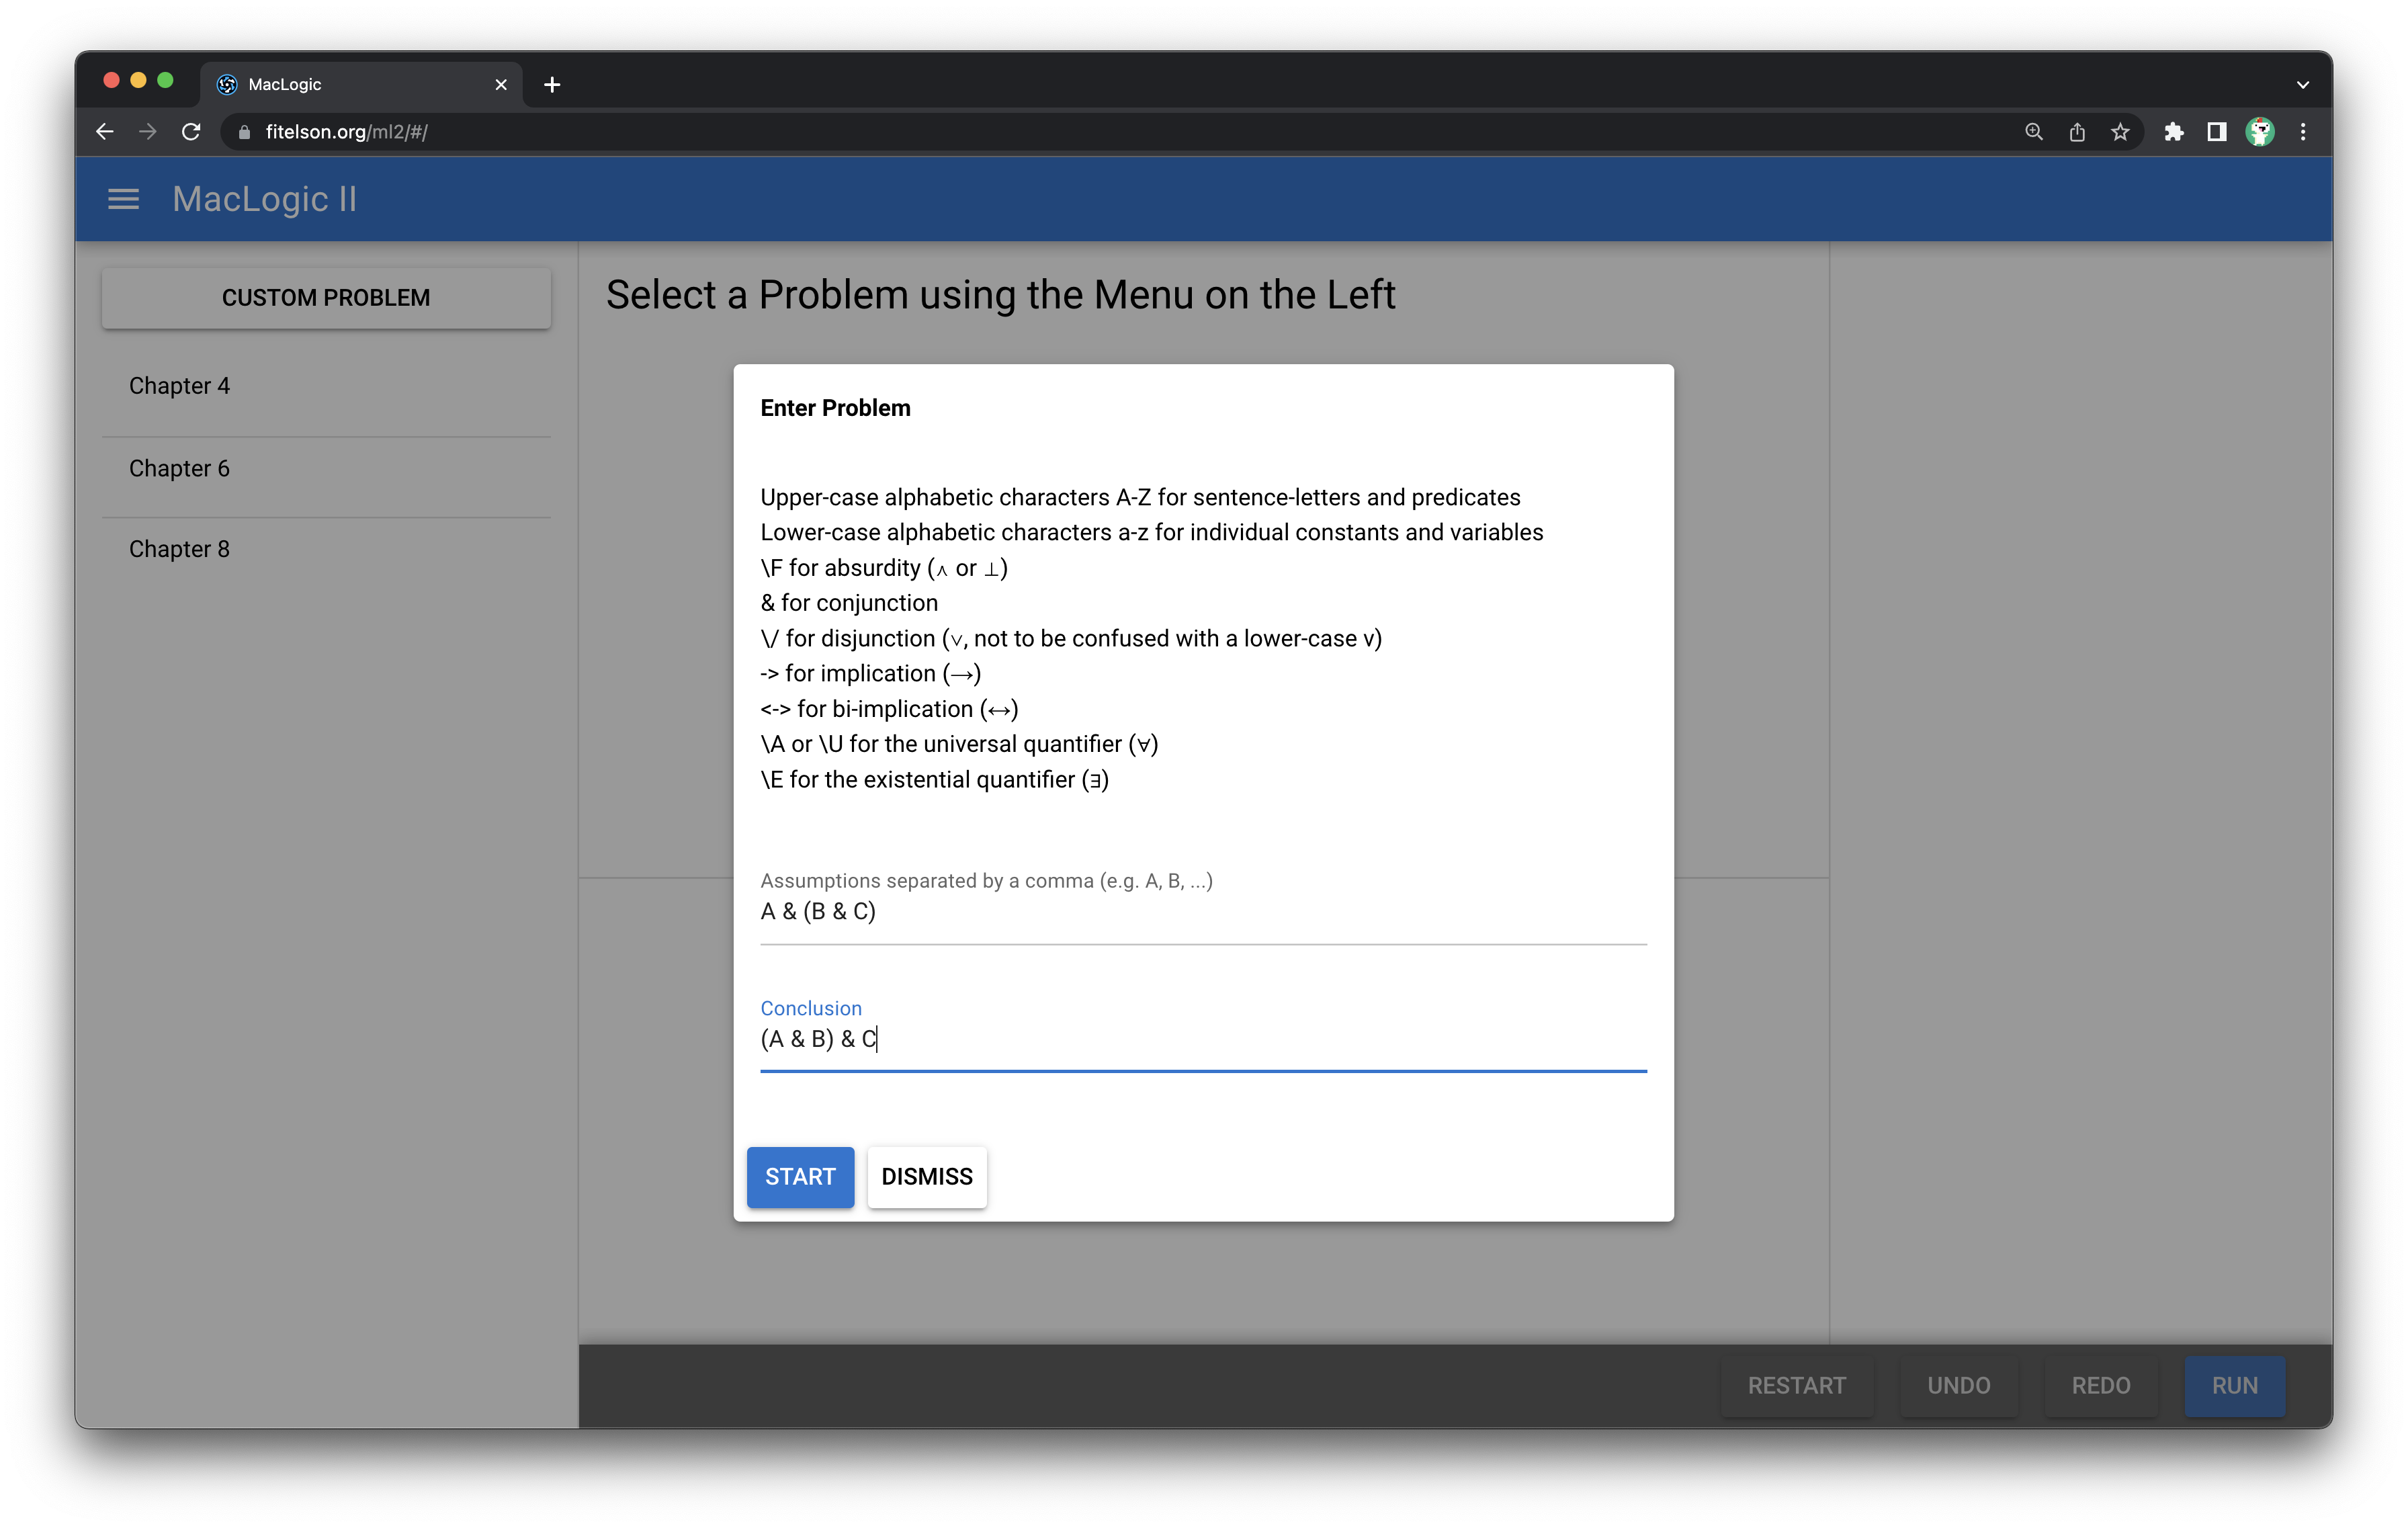 MacLogic
fitelson.org/ml2/#/
MacLogic II
CUSTOM PROBLEM
Chapter 4
Chapter 6
Chapter 8
Select a Problem using the Menu on the Left
Enter Problem
Upper-case alphabetic characters A-Z for sentence-letters and predicates
Lower-case alphabetic characters a-z for individual constants and variables
\F for absurdity (⋏ or ⊥)
& for conjunction
\/ for disjunction (∨, not to be confused with a lower-case v)
-> for implication (→)
<-> for bi-implication (↔)
\A or \U for the universal quantifier (∀)
\E for the existential quantifier (∃)
Assumptions separated by a comma (e.g. A, B, ...)
A & (B & C)
Conclusion
(A & B) & C
START DISMISS
RESTART UNDO REDO RUN